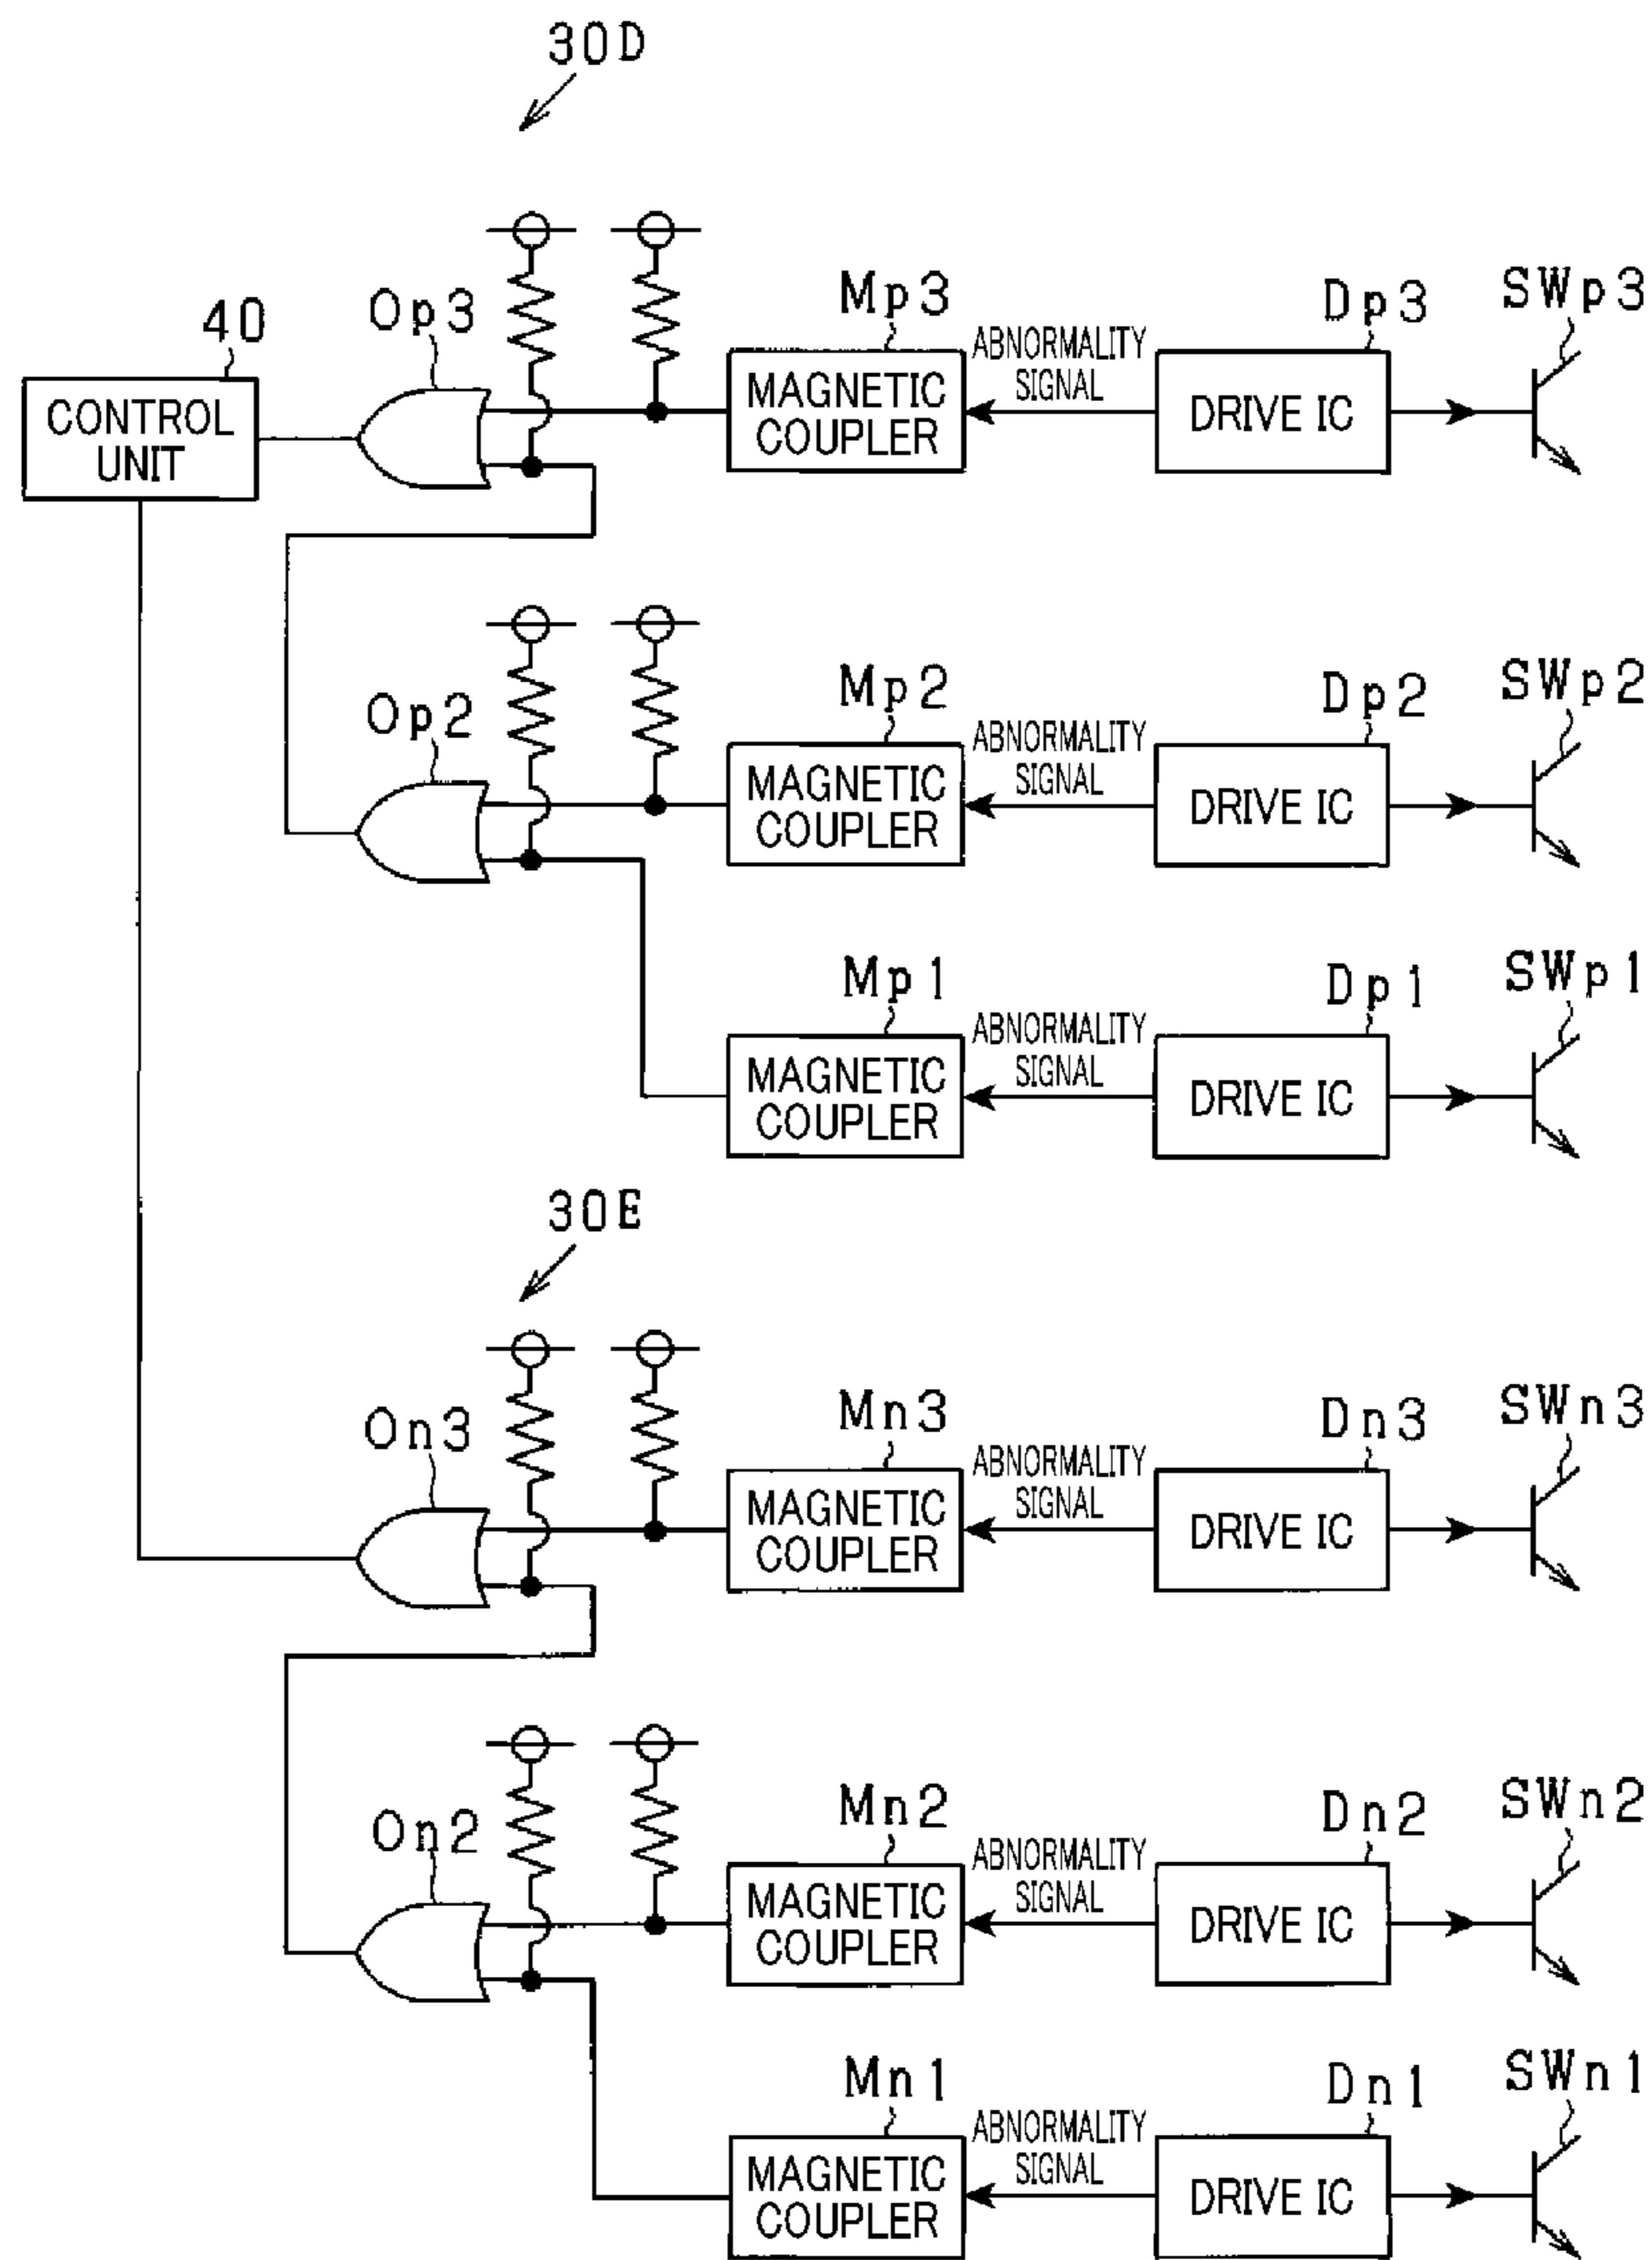 30D
Op3
Mp3
Dp3
SWp3
40
ABNORMALITY
SIGNAL
CONTROL
UNIT
MAGNETIC
COUPLER
DRIVE IC
Op2
Mp2
Dp2
SWp2
ABNORMALITY
SIGNAL
MAGNETIC
COUPLER
DRIVE IC
Mp1
Dp1
SWp1
ABNORMALITY
SIGNAL
MAGNETIC
COUPLER
DRIVE IC
30E
On3
Mn3
Dn3
SWn3
ABNORMALITY
SIGNAL
MAGNETIC
COUPLER
DRIVE IC
On2
Mn2
Dn2
SWn2
ABNORMALITY
SIGNAL
MAGNETIC
COUPLER
DRIVE IC
Mn1
Dn1
SWn1
ABNORMALITY
SIGNAL
MAGNETIC
COUPLER
DRIVE IC